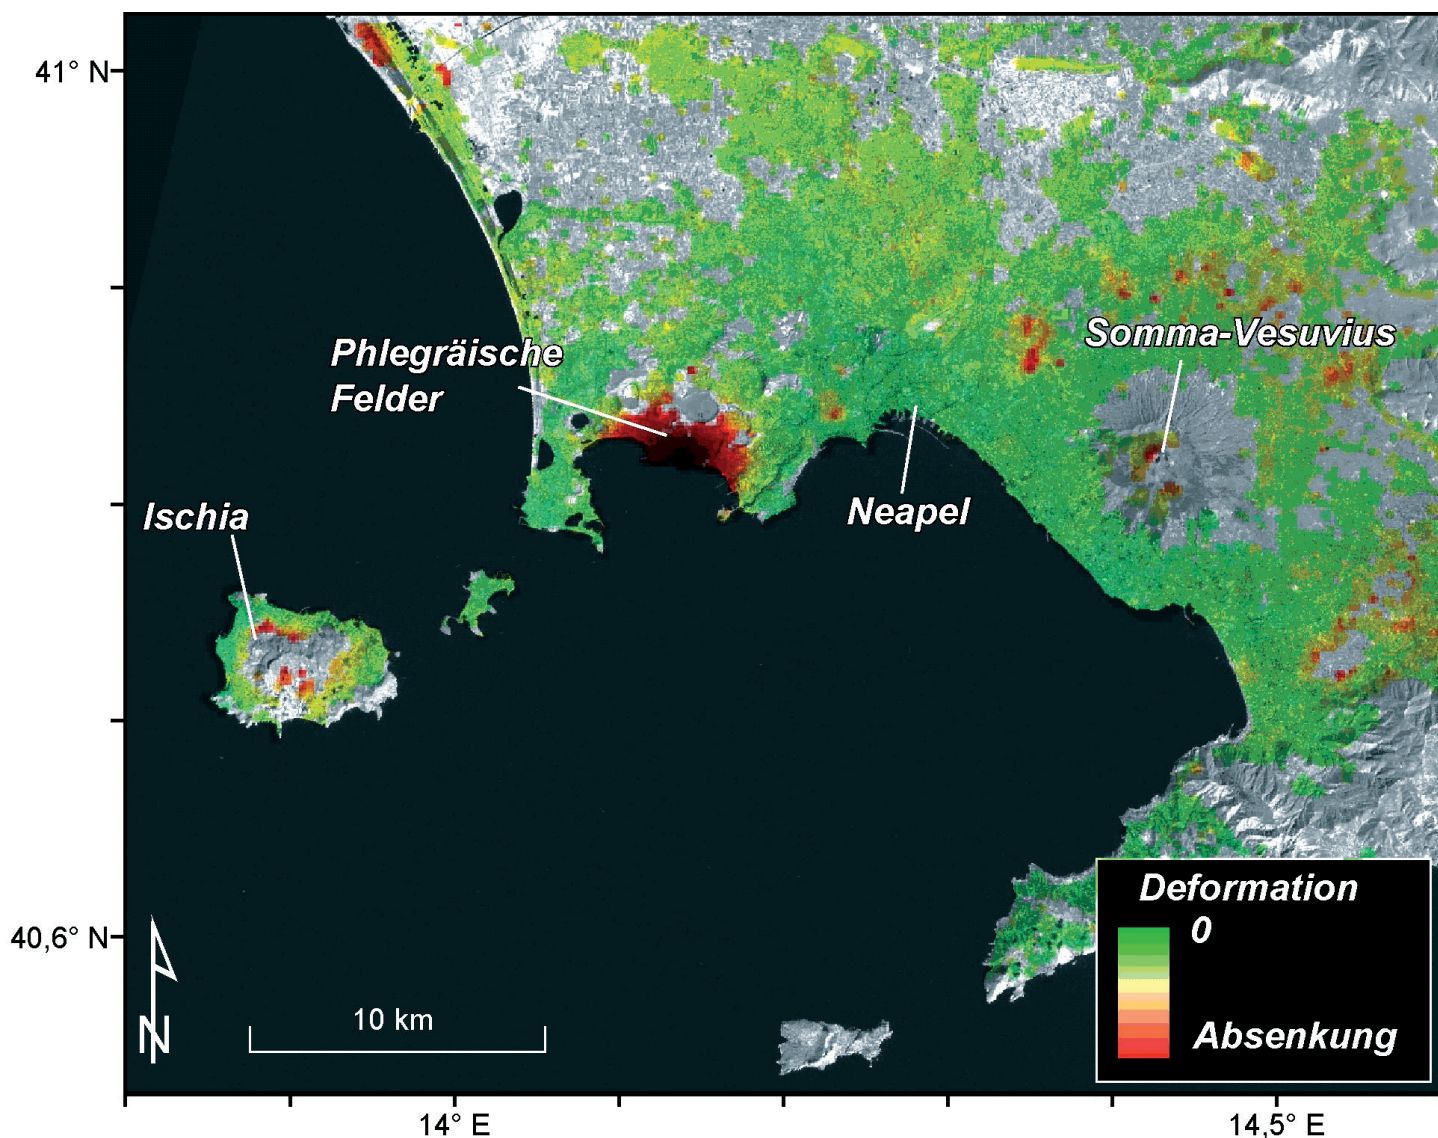 41° N
Phlegräische
Felder
Somma-Vesuvius
Ischia
Neapel
Deformation
0
Absenkung
40,6° N
N
10 km
14° E
14,5° E